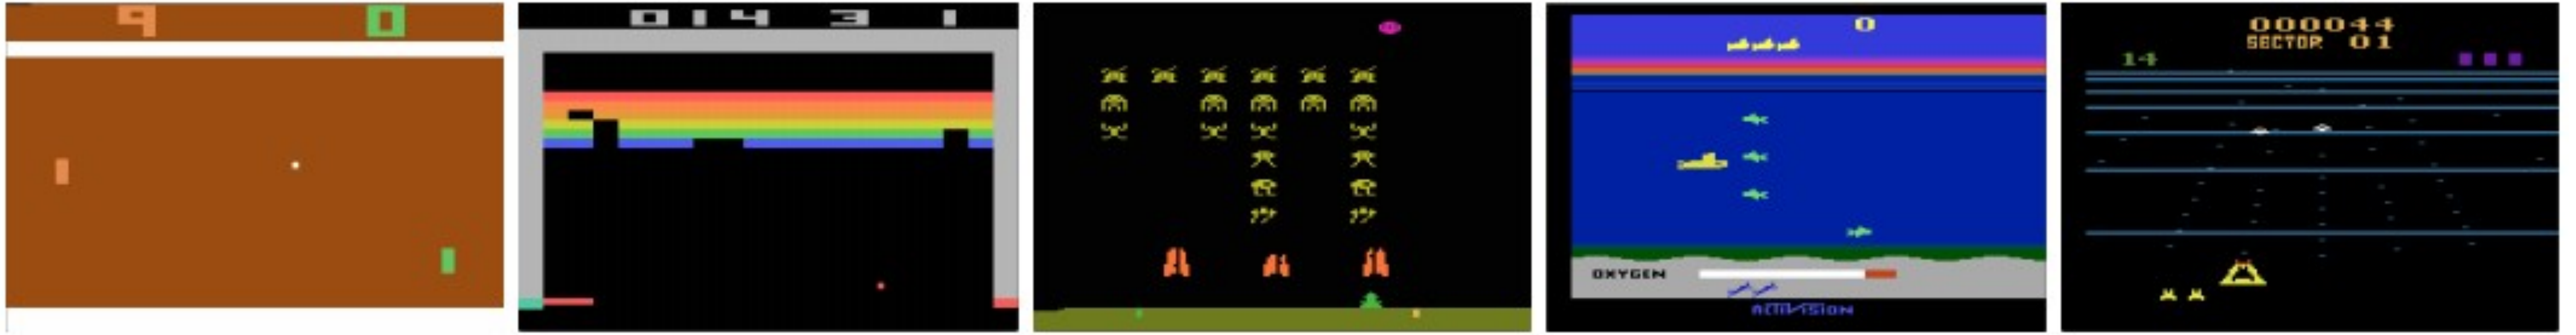 9 0
014 3 1
0
OXYGEN
ACTIVISION
000044
SECTOR 01
14